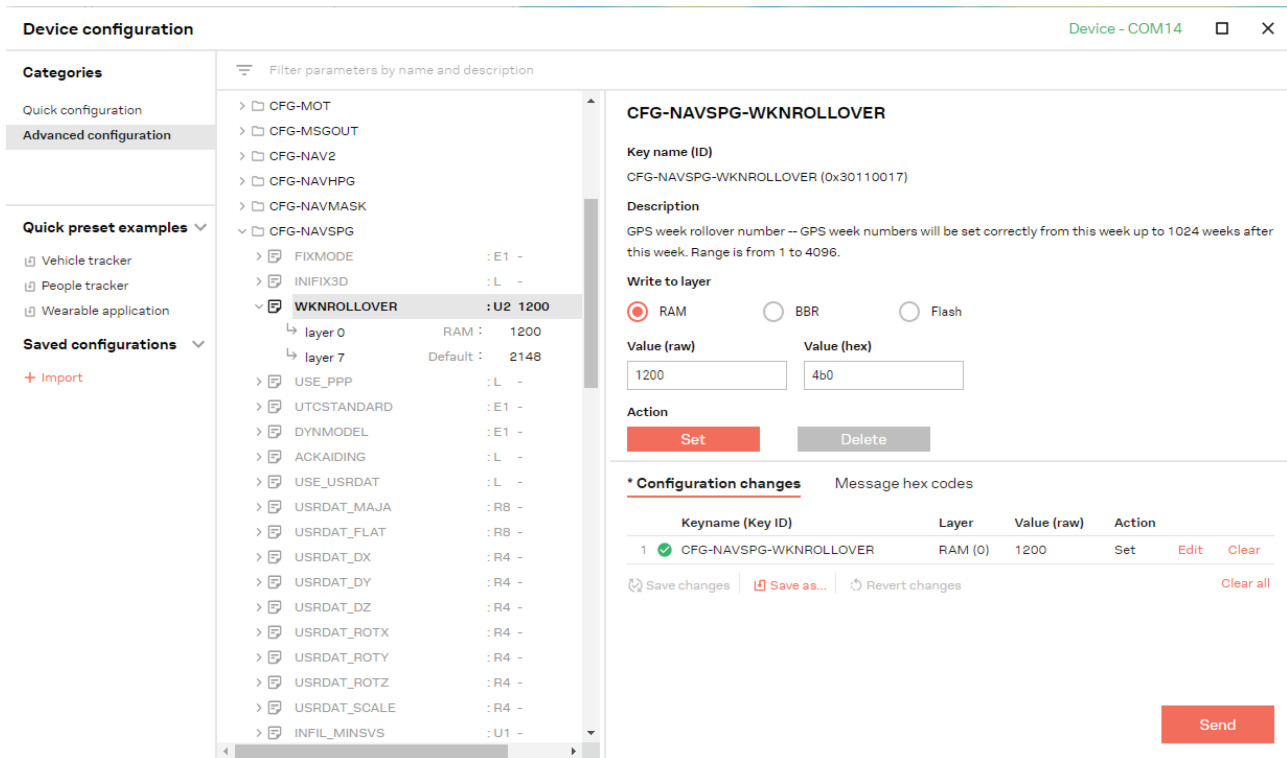 Device configuration
Device - COM14
Categories
Quick configuration
Advanced configuration
Quick preset examples
Vehicle tracker
People tracker
Wearable application
Saved configurations
+ Import
Filter parameters by name and description
CFG-MOT
CFG-MSGOUT
CFG-NAV2
CFG-NAVHPG
CFG-NAVMASK
CFG-NAVSPG
FIXMODE : E1 -
INIFIX3D : L -
WKNROLLOVER : U2 1200
layer 0 RAM : 1200
layer 7 Default : 2148
USE_PPP : L -
UTCSTANDARD : E1 -
DYNMODEL : E1 -
ACKAIDING : L -
USE_USRDAT : L -
USRDAT_MAJA : R8 -
USRDAT_FLAT : R8 -
USRDAT_DX : R4 -
USRDAT_DY : R4 -
USRDAT_DZ : R4 -
USRDAT_ROTX : R4 -
USRDAT_ROTY : R4 -
USRDAT_ROTZ : R4 -
USRDAT_SCALE : R4 -
INFIL_MINSVS : U1 -
CFG-NAVSPG-WKNROLLOVER
Key name (ID)
CFG-NAVSPG-WKNROLLOVER (0x30110017)
Description
GPS week rollover number -- GPS week numbers will be set correctly from this week up to 1024 weeks after
this week. Range is from 1 to 4096.
Write to layer
RAM BBR Flash
Value (raw) Value (hex)
1200 4b0
Action
Set Delete
* Configuration changes Message hex codes
Keyname (Key ID) Layer Value (raw) Action
1 CFG-NAVSPG-WKNROLLOVER RAM (0) 1200 Set Edit Clear
Save changes Save as... Revert changes Clear all
Send